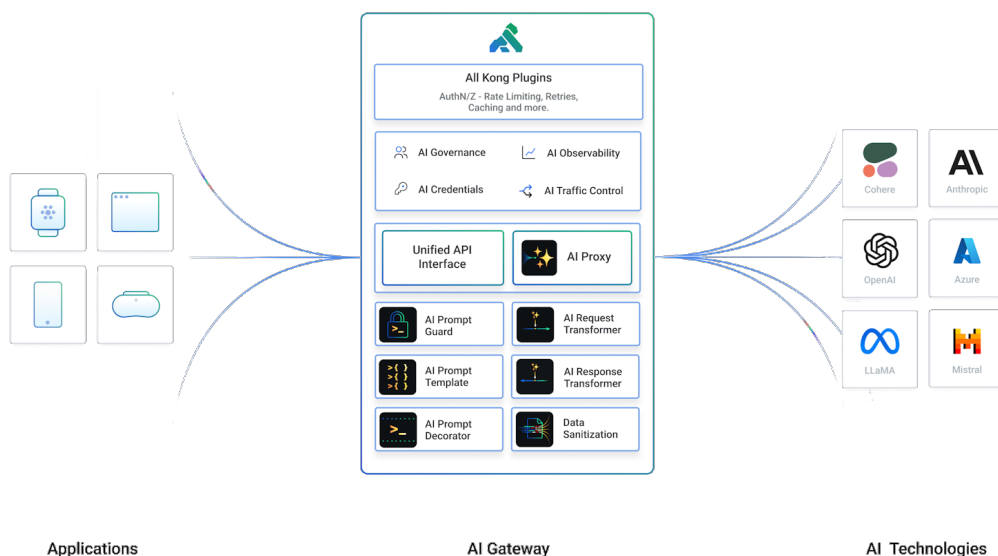 All Kong Plugins
AuthN/Z - Rate Limiting, Retries,
Caching and more.
AI Governance
AI Observability
AI Credentials
AI Traffic Control
Unified API
Interface
AI Proxy
AI Prompt
Guard
AI Request
Transformer
AI Prompt
Template
AI Response
Transformer
AI Prompt
Decorator
Data
Sanitization
Cohere
Anthropic
OpenAI
Azure
LLaMA
Mistral
Applications
AI Gateway
AI Technologies